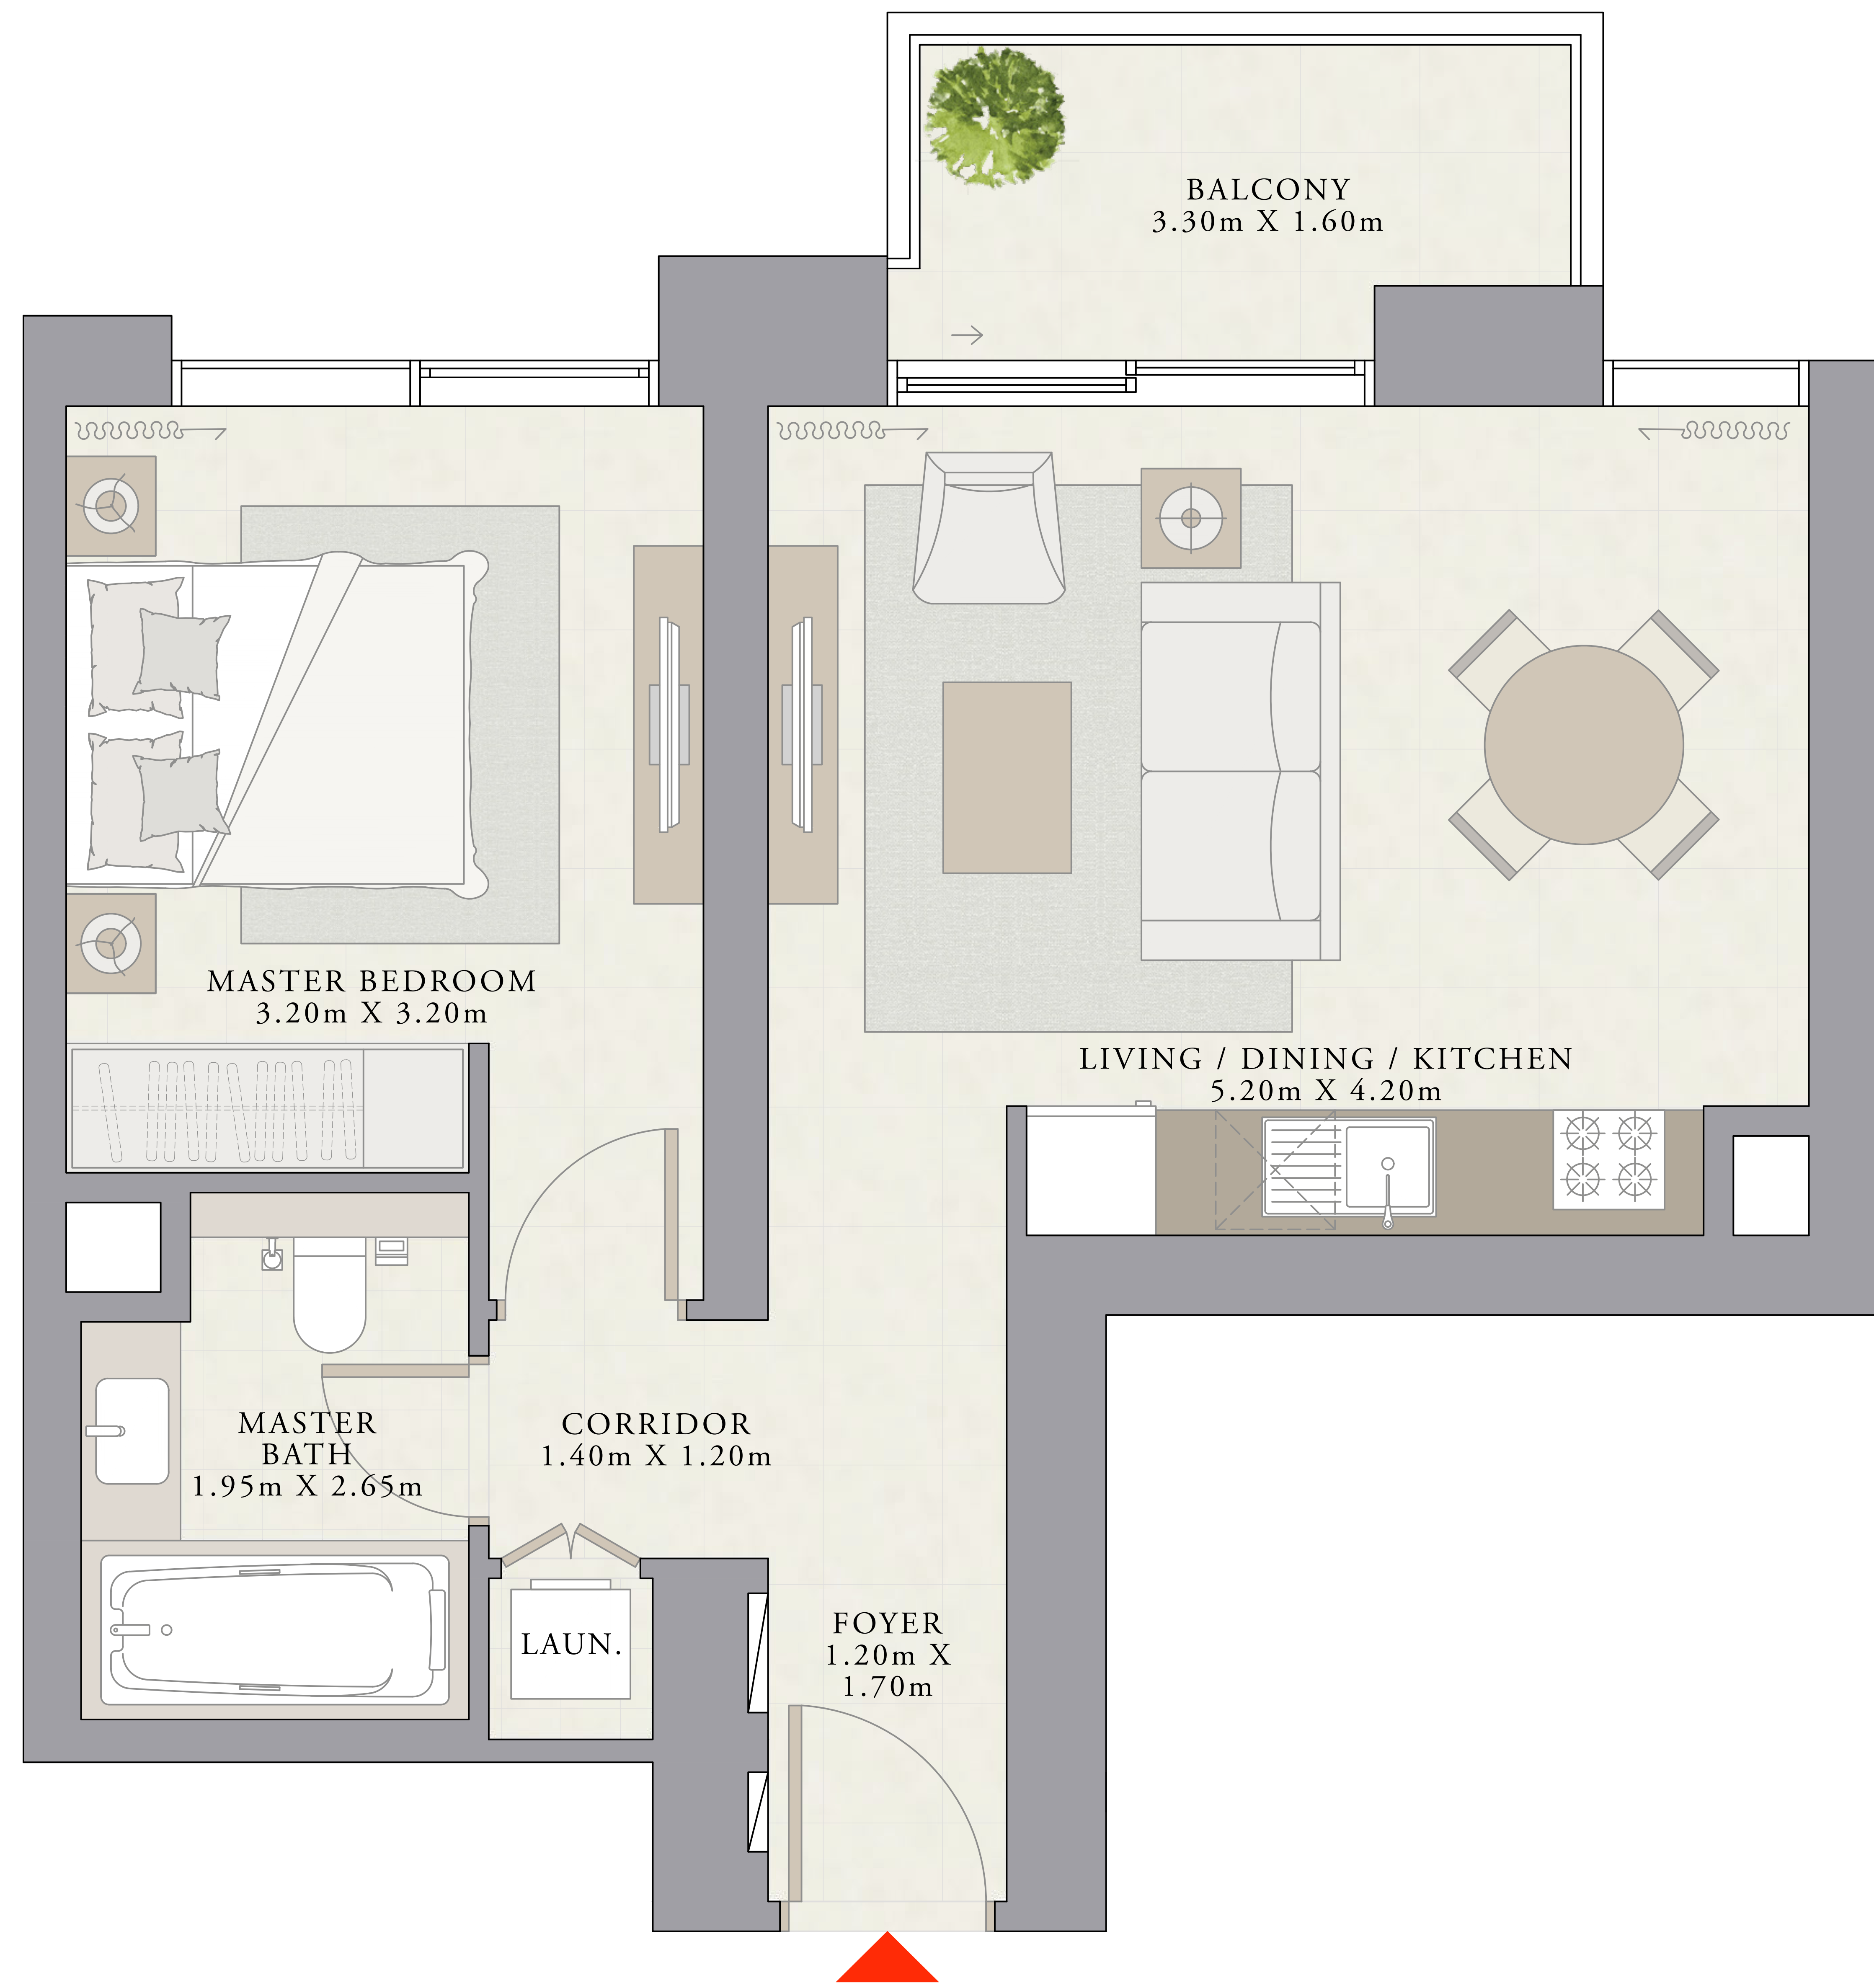 BALCONY
3.30m X 1.60m
MASTER BEDROOM
3.20m X 3.20m
LIVING / DINING / KITCHEN
5.20m X 4.20m
MASTER
BATH
1.95m X 2.65m
CORRIDOR
1.40m X 1.20m
LAUN.
FOYER
1.20m X
1.70m